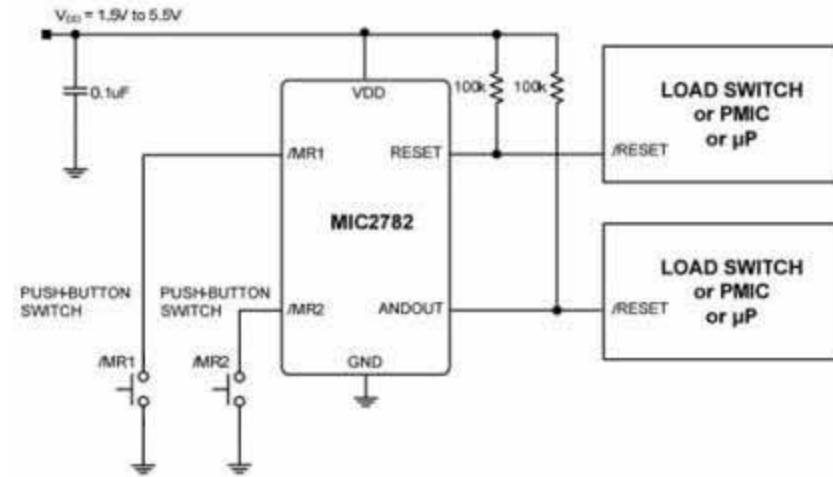 VDD = 1.5V to 5.5V
0.1uF
VDD
100k
100k
LOAD SWITCH
or PMIC
or µP
/MR1
RESET
/RESET
MIC2782
LOAD SWITCH
or PMIC
or µP
PUSH-BUTTON
SWITCH
PUSH-BUTTON
SWITCH
/MR2
ANDOUT
/RESET
GND
/MR1
/MR2